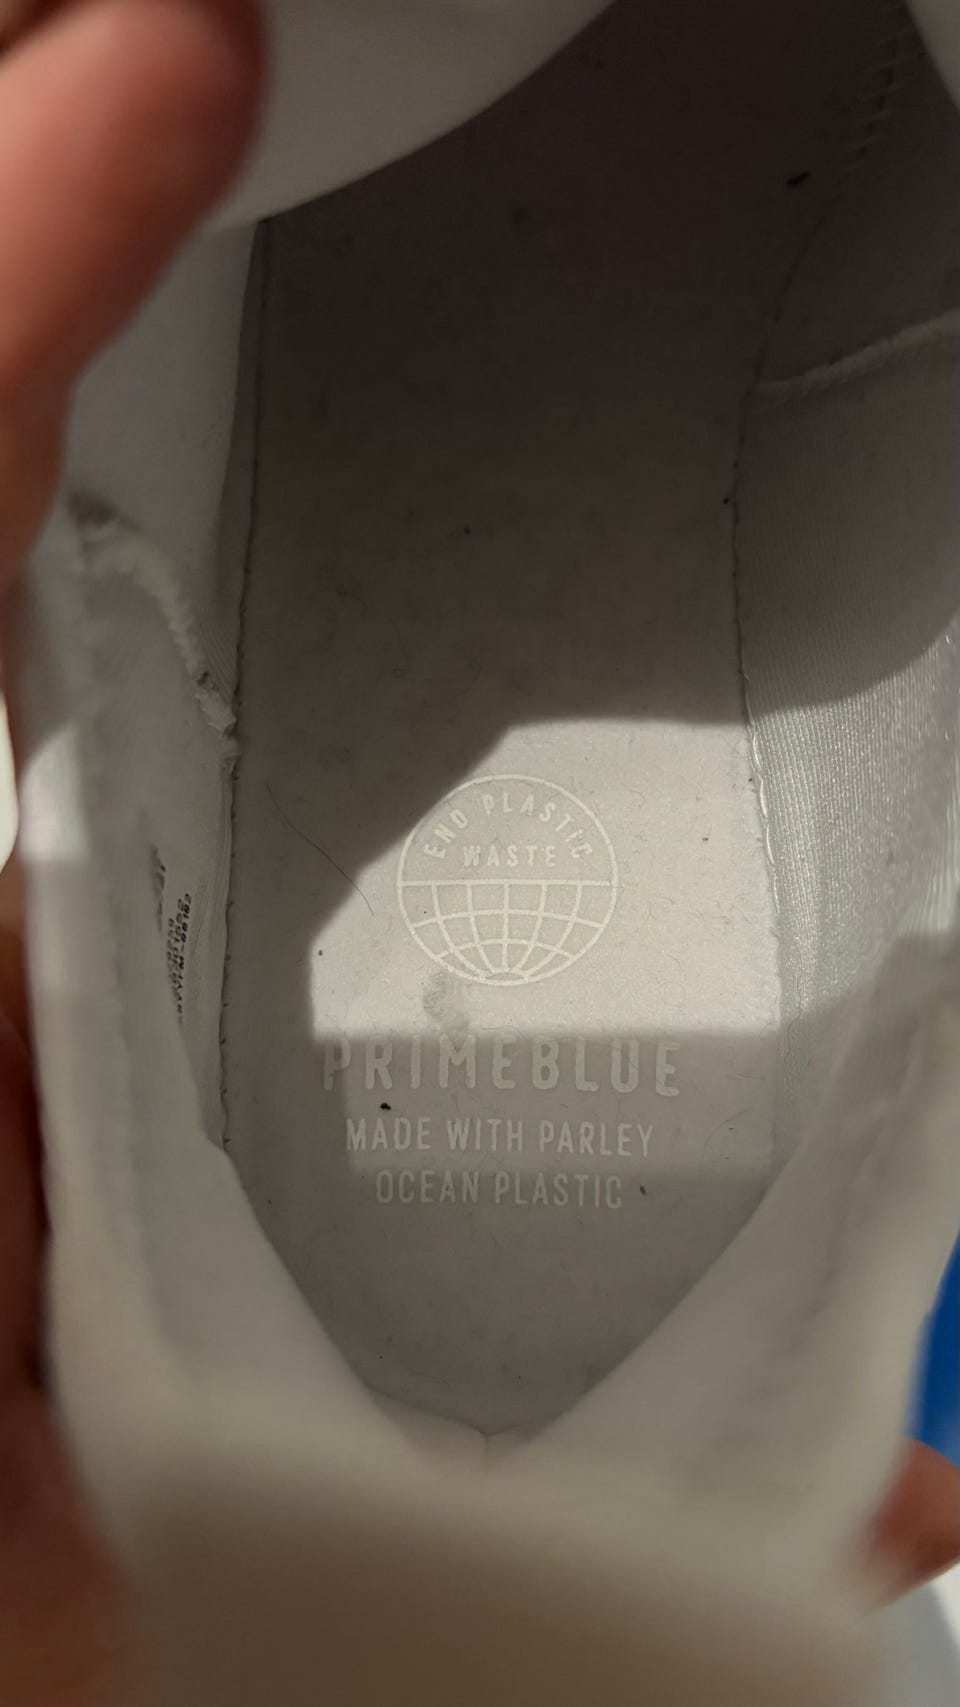 END PLASTIC
WASTE
PRIMEBLUE
MADE WITH PARLEY
OCEAN PLASTIC